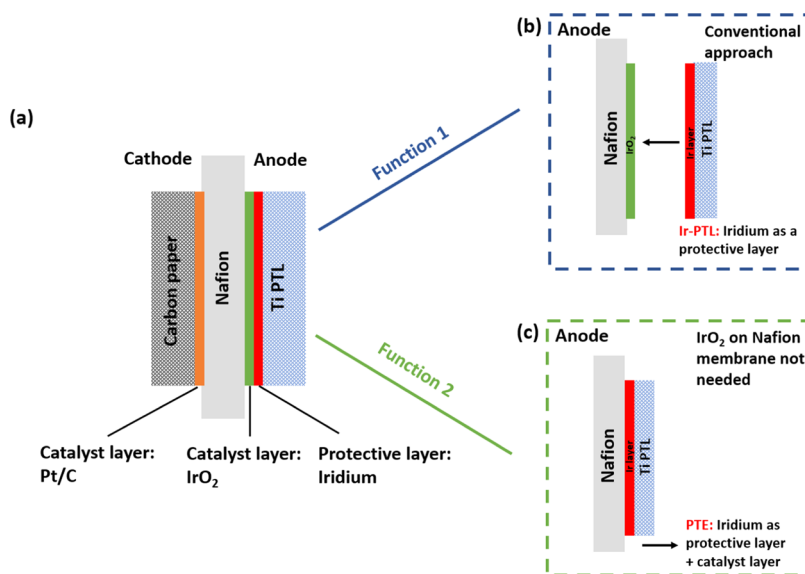 (a)
Cathode
Anode
Carbon paper
Nafion
Ti PTL
Catalyst layer:
Pt/C
Catalyst layer:
IrO₂
Protective layer:
Iridium
Function 1
Function 2
(b)
Anode
Conventional
approach
Nafion
IrO₂
Ir layer
Ti PTL
Ir-PTL: Iridium as a
protective layer
(c)
Anode
IrO₂ on Nafion
membrane not
needed
Nafion
Ir layer
Ti PTL
PTE: Iridium as
protective layer
+ catalyst layer